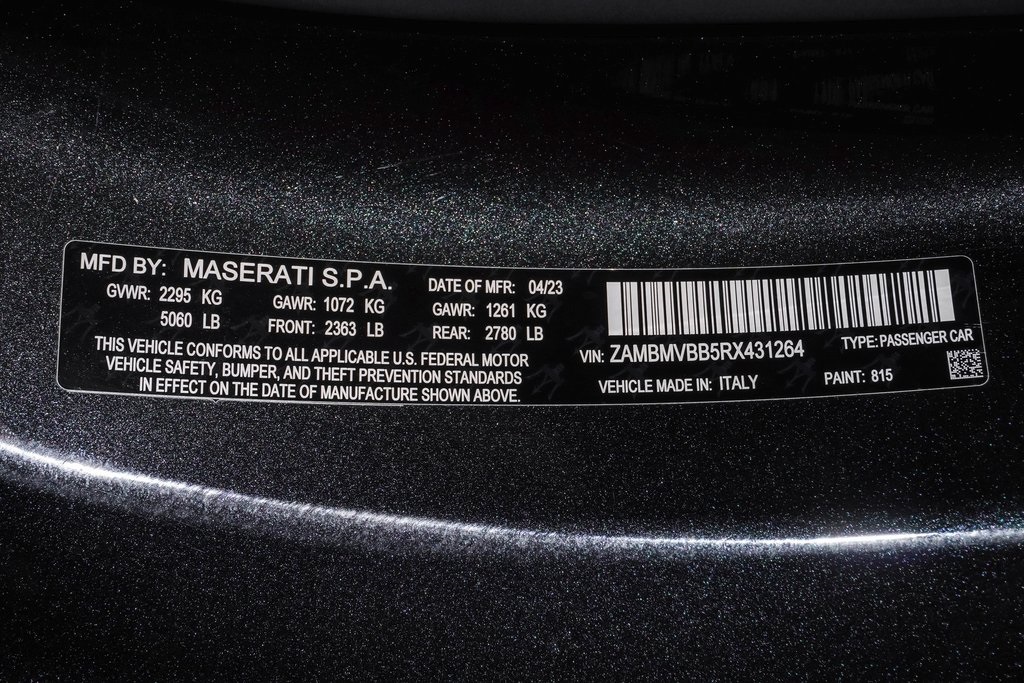 MFD BY: MASERATI S.P.A. DATE OF MFR: 04/23
GVWR: 2295 KG GAWR: 1072 KG GAWR: 1261 KG
5060 LB FRONT: 2363 LB REAR: 2780 LB
THIS VEHICLE CONFORMS TO ALL APPLICABLE U.S. FEDERAL MOTOR
VEHICLE SAFETY, BUMPER, AND THEFT PREVENTION STANDARDS
IN EFFECT ON THE DATE OF MANUFACTURE SHOWN ABOVE.
VIN: ZAMBMVBB5RX431264 TYPE: PASSENGER CAR
VEHICLE MADE IN: ITALY PAINT: 815